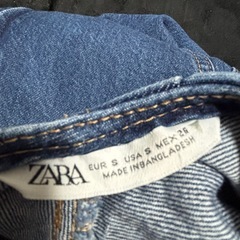 ZARA
EUR S USA S MEX 26
MADE IN BANGLADESH